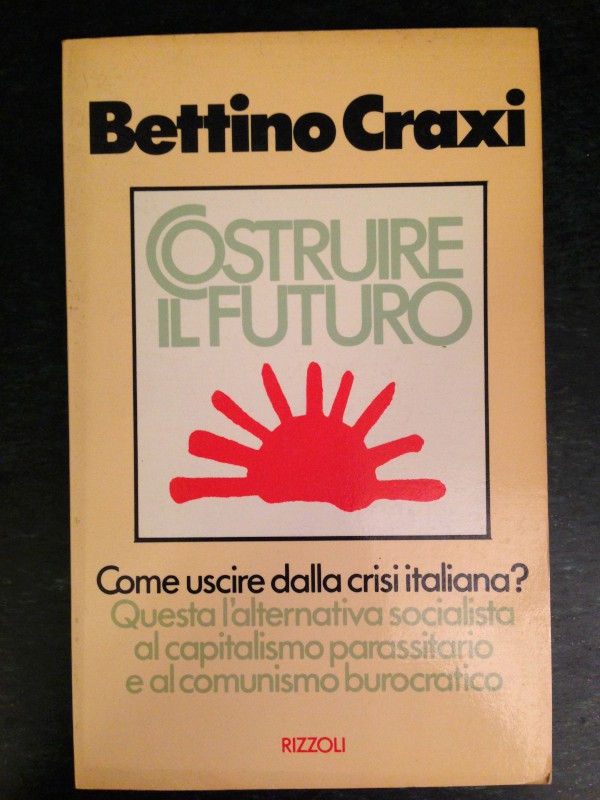 Bettino Craxi
COSTRUIRE
IL FUTURO
Come uscire dalla crisi italiana?
Questa l'alternativa socialista
al capitalismo parassitario
e al comunismo burocratico.
RIZZOLI